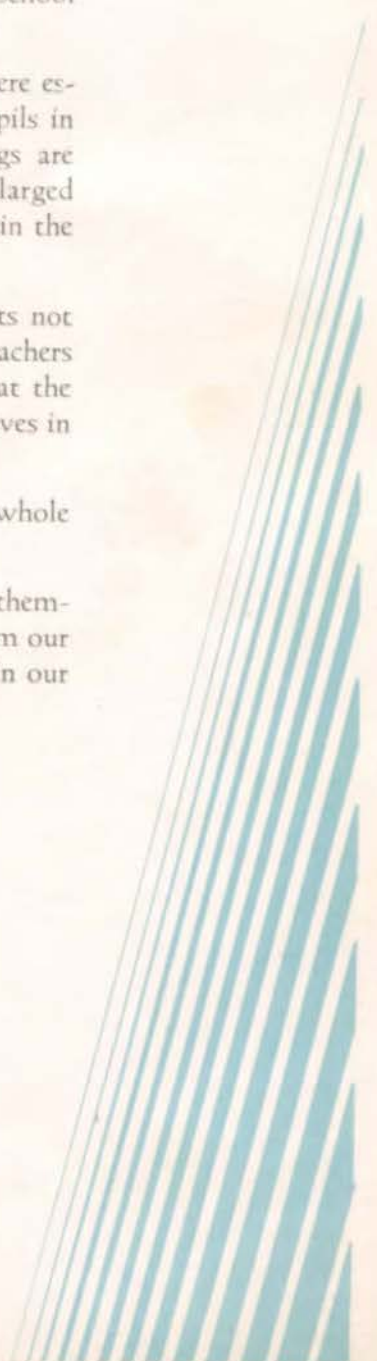 ere es-
pils in
gs are
larged
in the
ts not
achers
at the
ves in
whole
them-
m our
n our